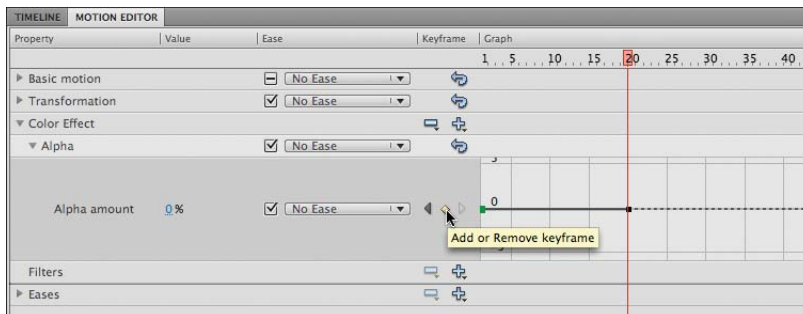 TIMELINE MOTION EDITOR
Property Value Ease Keyframe Graph
1 5 10 15 20 25 30 35 40
Basic motion No Ease
Transformation No Ease
Color Effect
Alpha No Ease
Alpha amount 0 % No Ease 0
Add or Remove keyframe
Filters
Eases